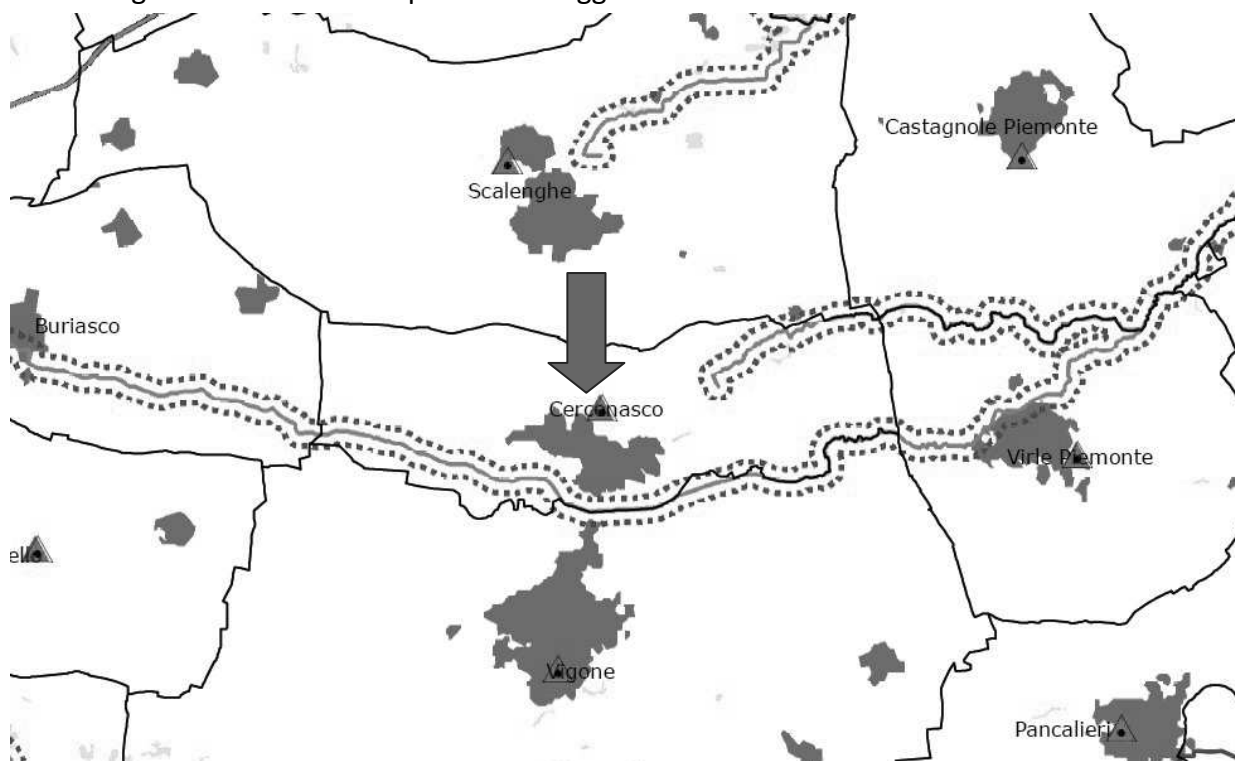 Castagnole Piemonte
Scalenghe
Buriasco
Cercenasco
Virle Piemonte
Vigone
Pancalieri